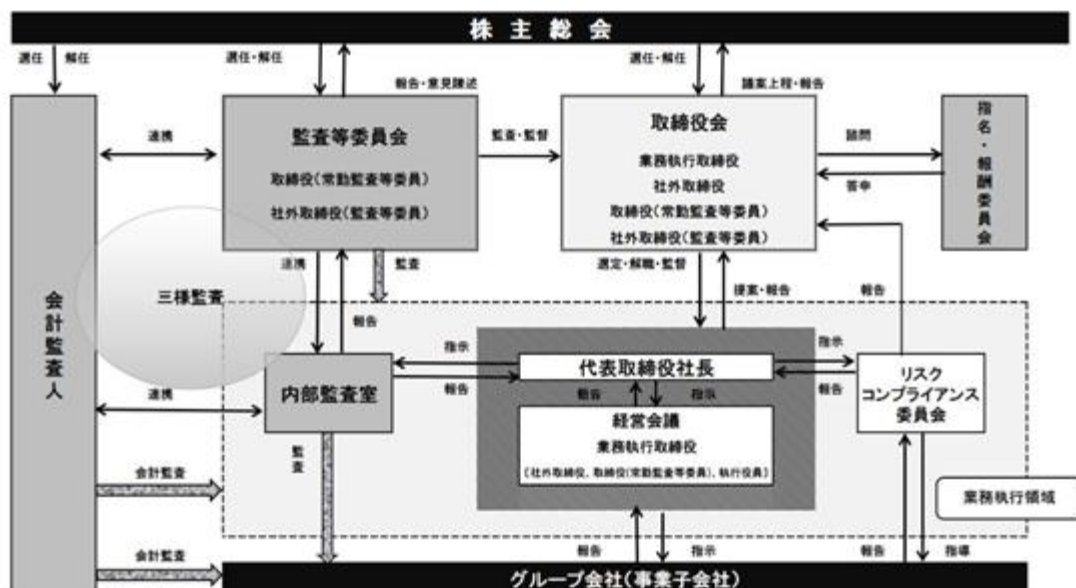 株主総会
選任 解任
選任・解任
報告・意見陳述
選任・解任
議案上程・報告
会計監査人
連携
監査等委員会
取締役(常勤監査等委員)
社外取締役(監査等委員)
監査・監督
取締役会
業務執行取締役
社外取締役
取締役(常勤監査等委員)
社外取締役(監査等委員)
諮問
答申
指名・報酬委員会
三様監査
連携
報告
監査
選定・解職・監督
提案・報告
報告
連携
内部監査室
指示
報告
代表取締役社長
報告 指示
経営会議
業務執行取締役
(社外取締役、取締役(常勤監査等委員)、執行役員)
指示
報告
リスク
コンプライアンス
委員会
監査
会計監査
業務執行領域
会計監査
報告 指示
報告 指導
グループ会社(事業子会社)